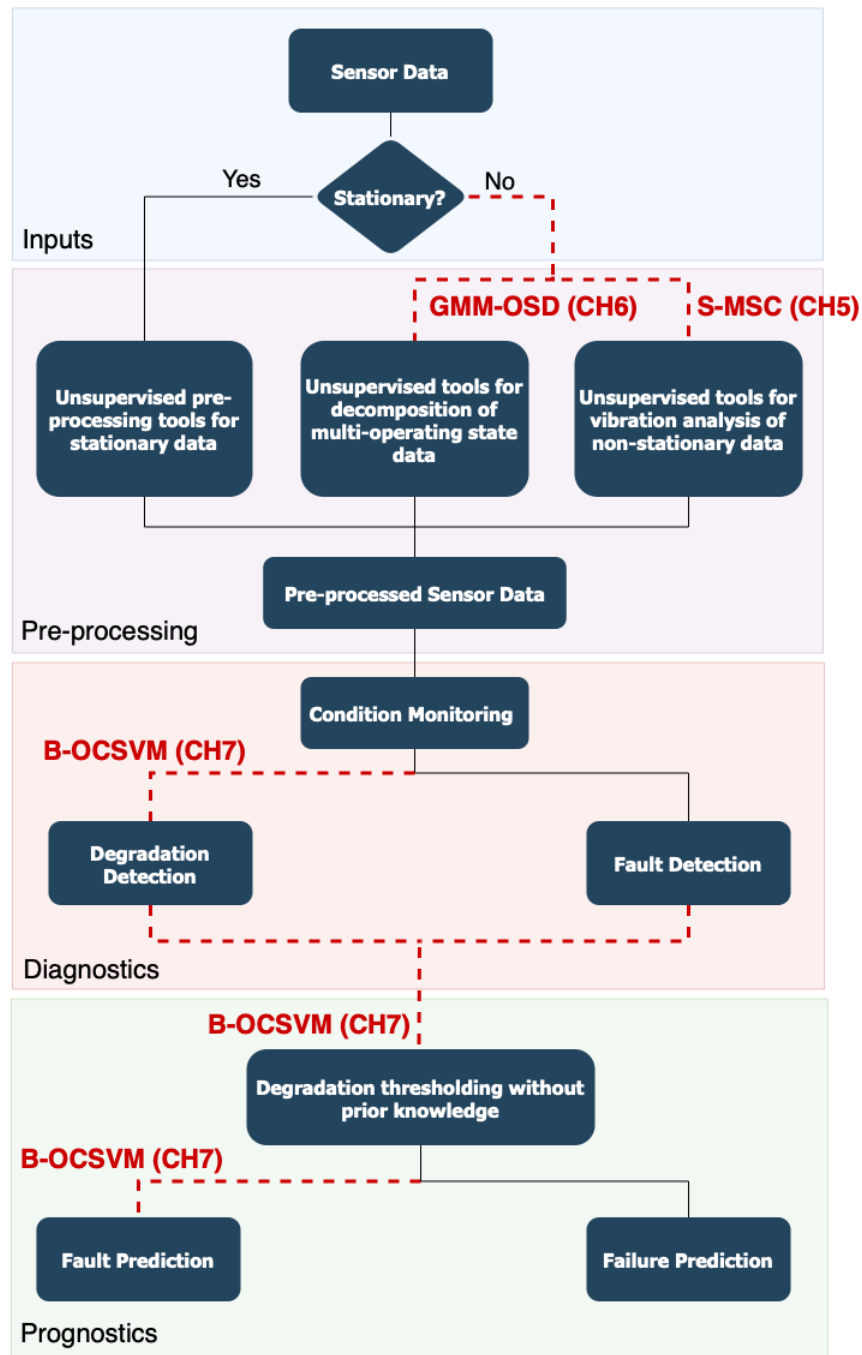 Sensor Data
Yes
Stationary?
No
Inputs
GMM-OSD (CH6)
S-MSC (CH5)
Unsupervised pre-
processing tools for
stationary data
Unsupervised tools for
decomposition of
multi-operating state
data
Unsupervised tools for
vibration analysis of
non-stationary data
Pre-processed Sensor Data
Pre-processing
Condition Monitoring
B-OCSVM (CH7)
Degradation
Detection
Fault Detection
Diagnostics
B-OCSVM (CH7)
Degradation thresholding without
prior knowledge
B-OCSVM (CH7)
Fault Prediction
Failure Prediction
Prognostics